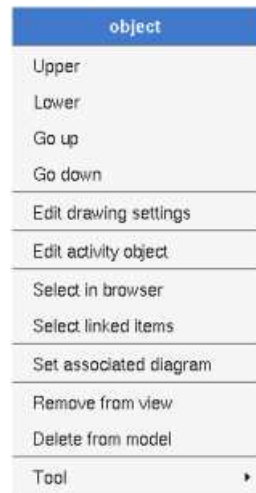 object
Upper
Lower
Go up
Go down
Edit drawing settings
Edit activity object
Select in browser
Select linked items
Set associated diagram
Remove from view
Delete from model
Tool